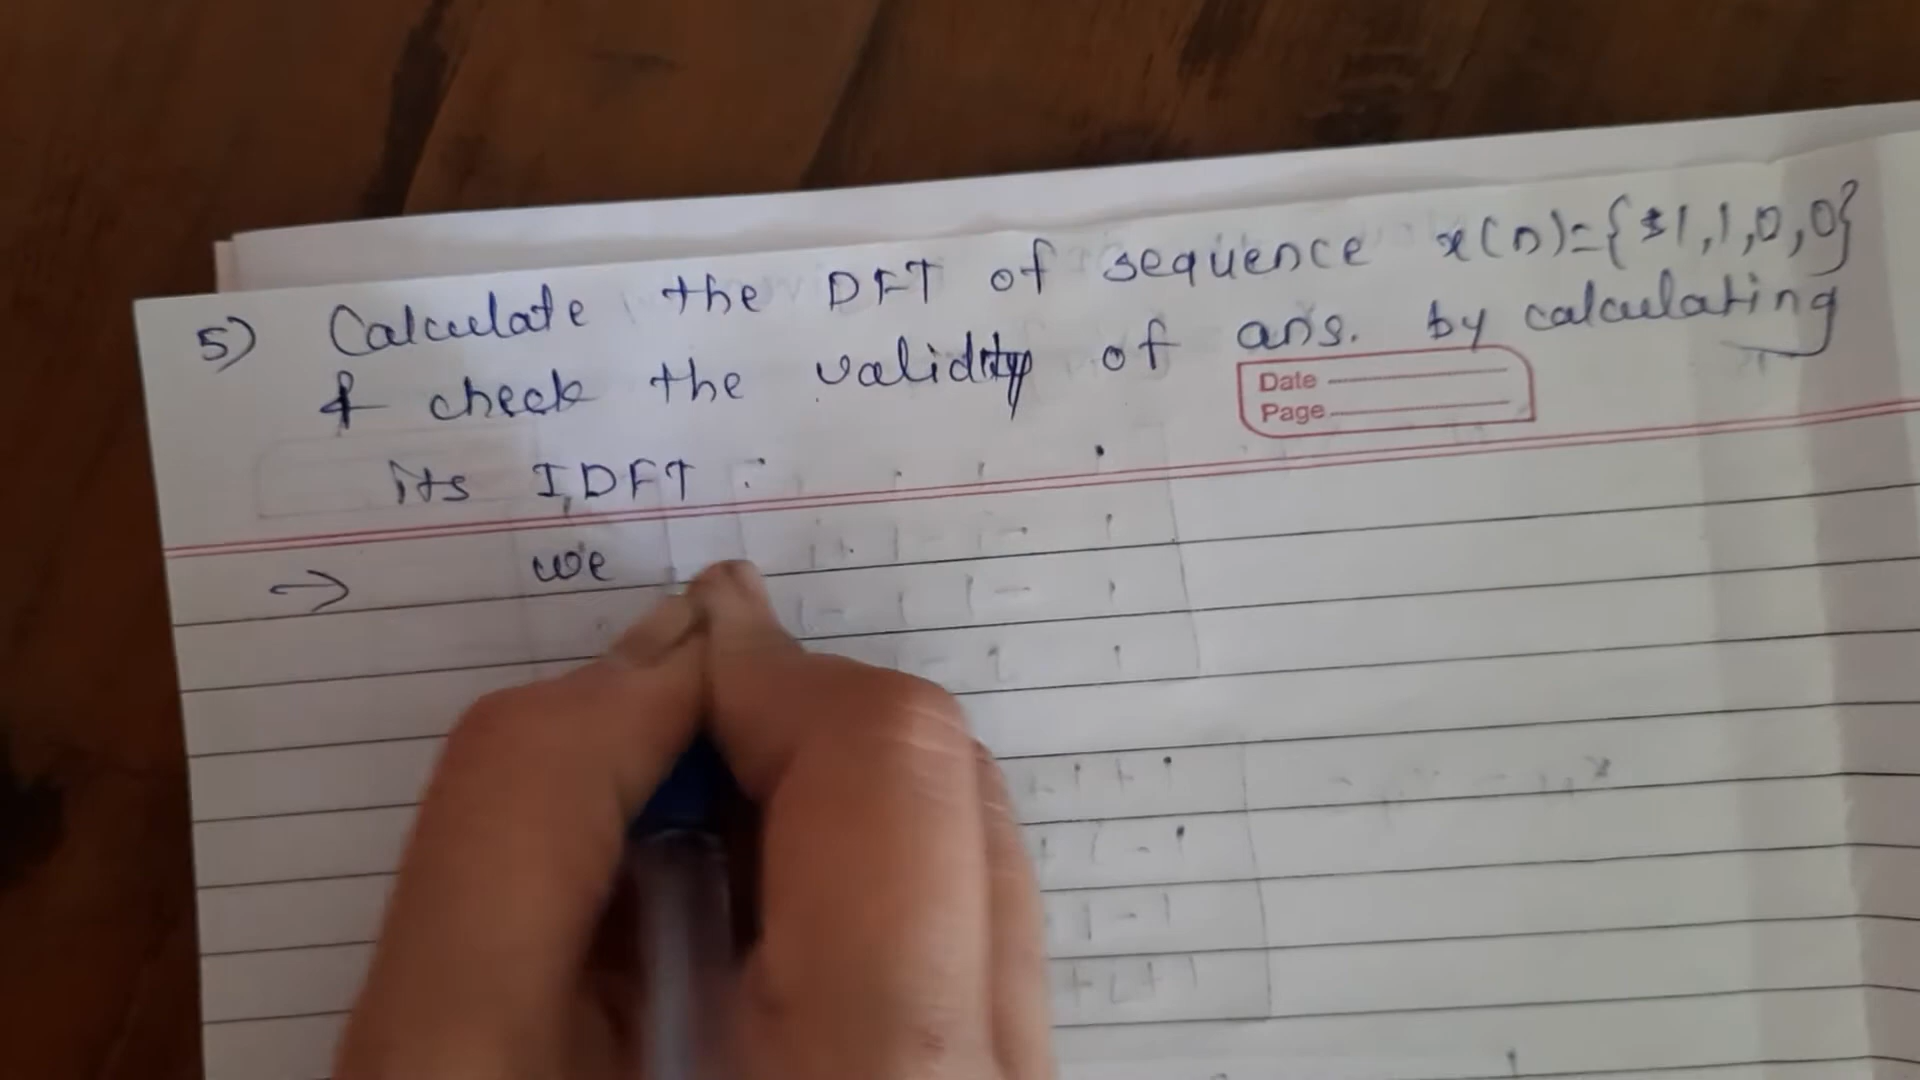 5) Calculate the DFT of sequence x(n)={1,1,0,0}
& check the validity of ans. by calculating
Date
Page
its IDFT :
→ we